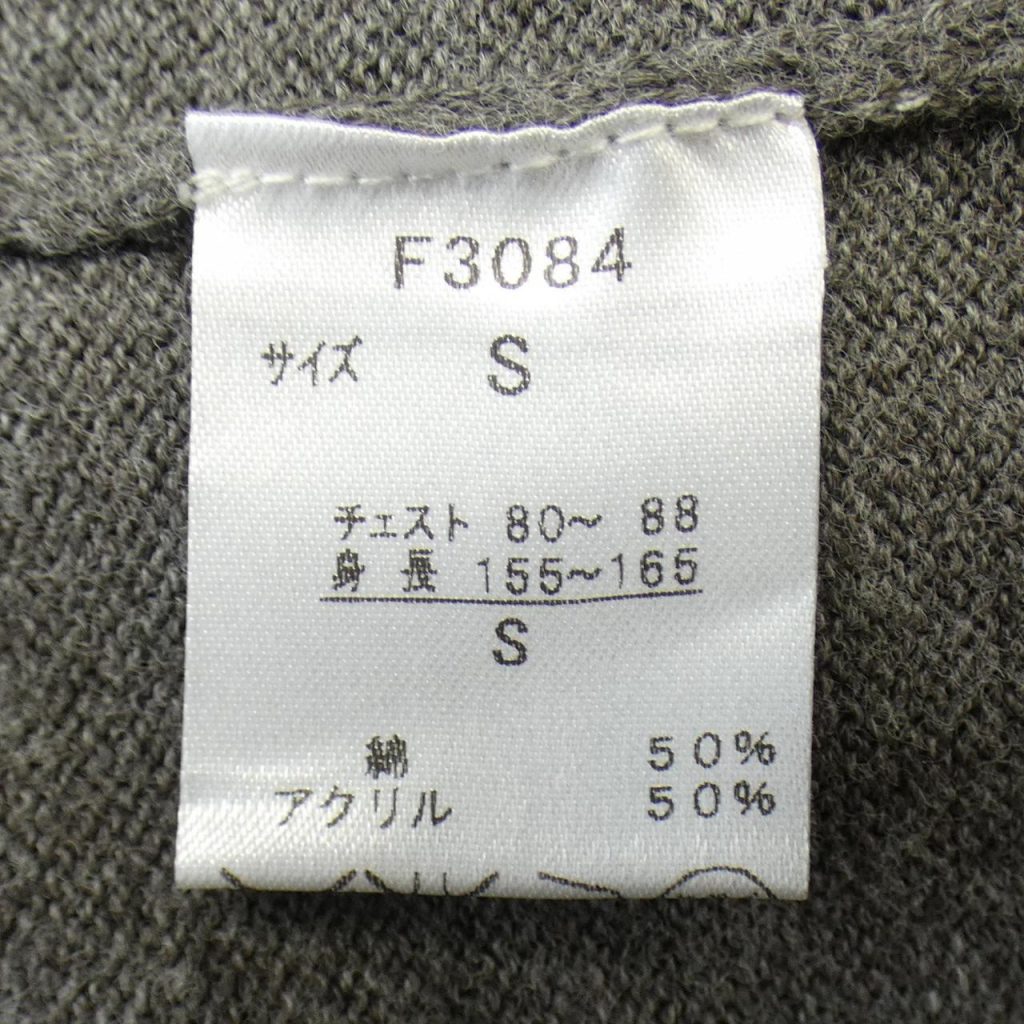 F3084
サイズ S
チェスト 80～ 88
身長 155～165
S
綿 50%
アクリル 50%